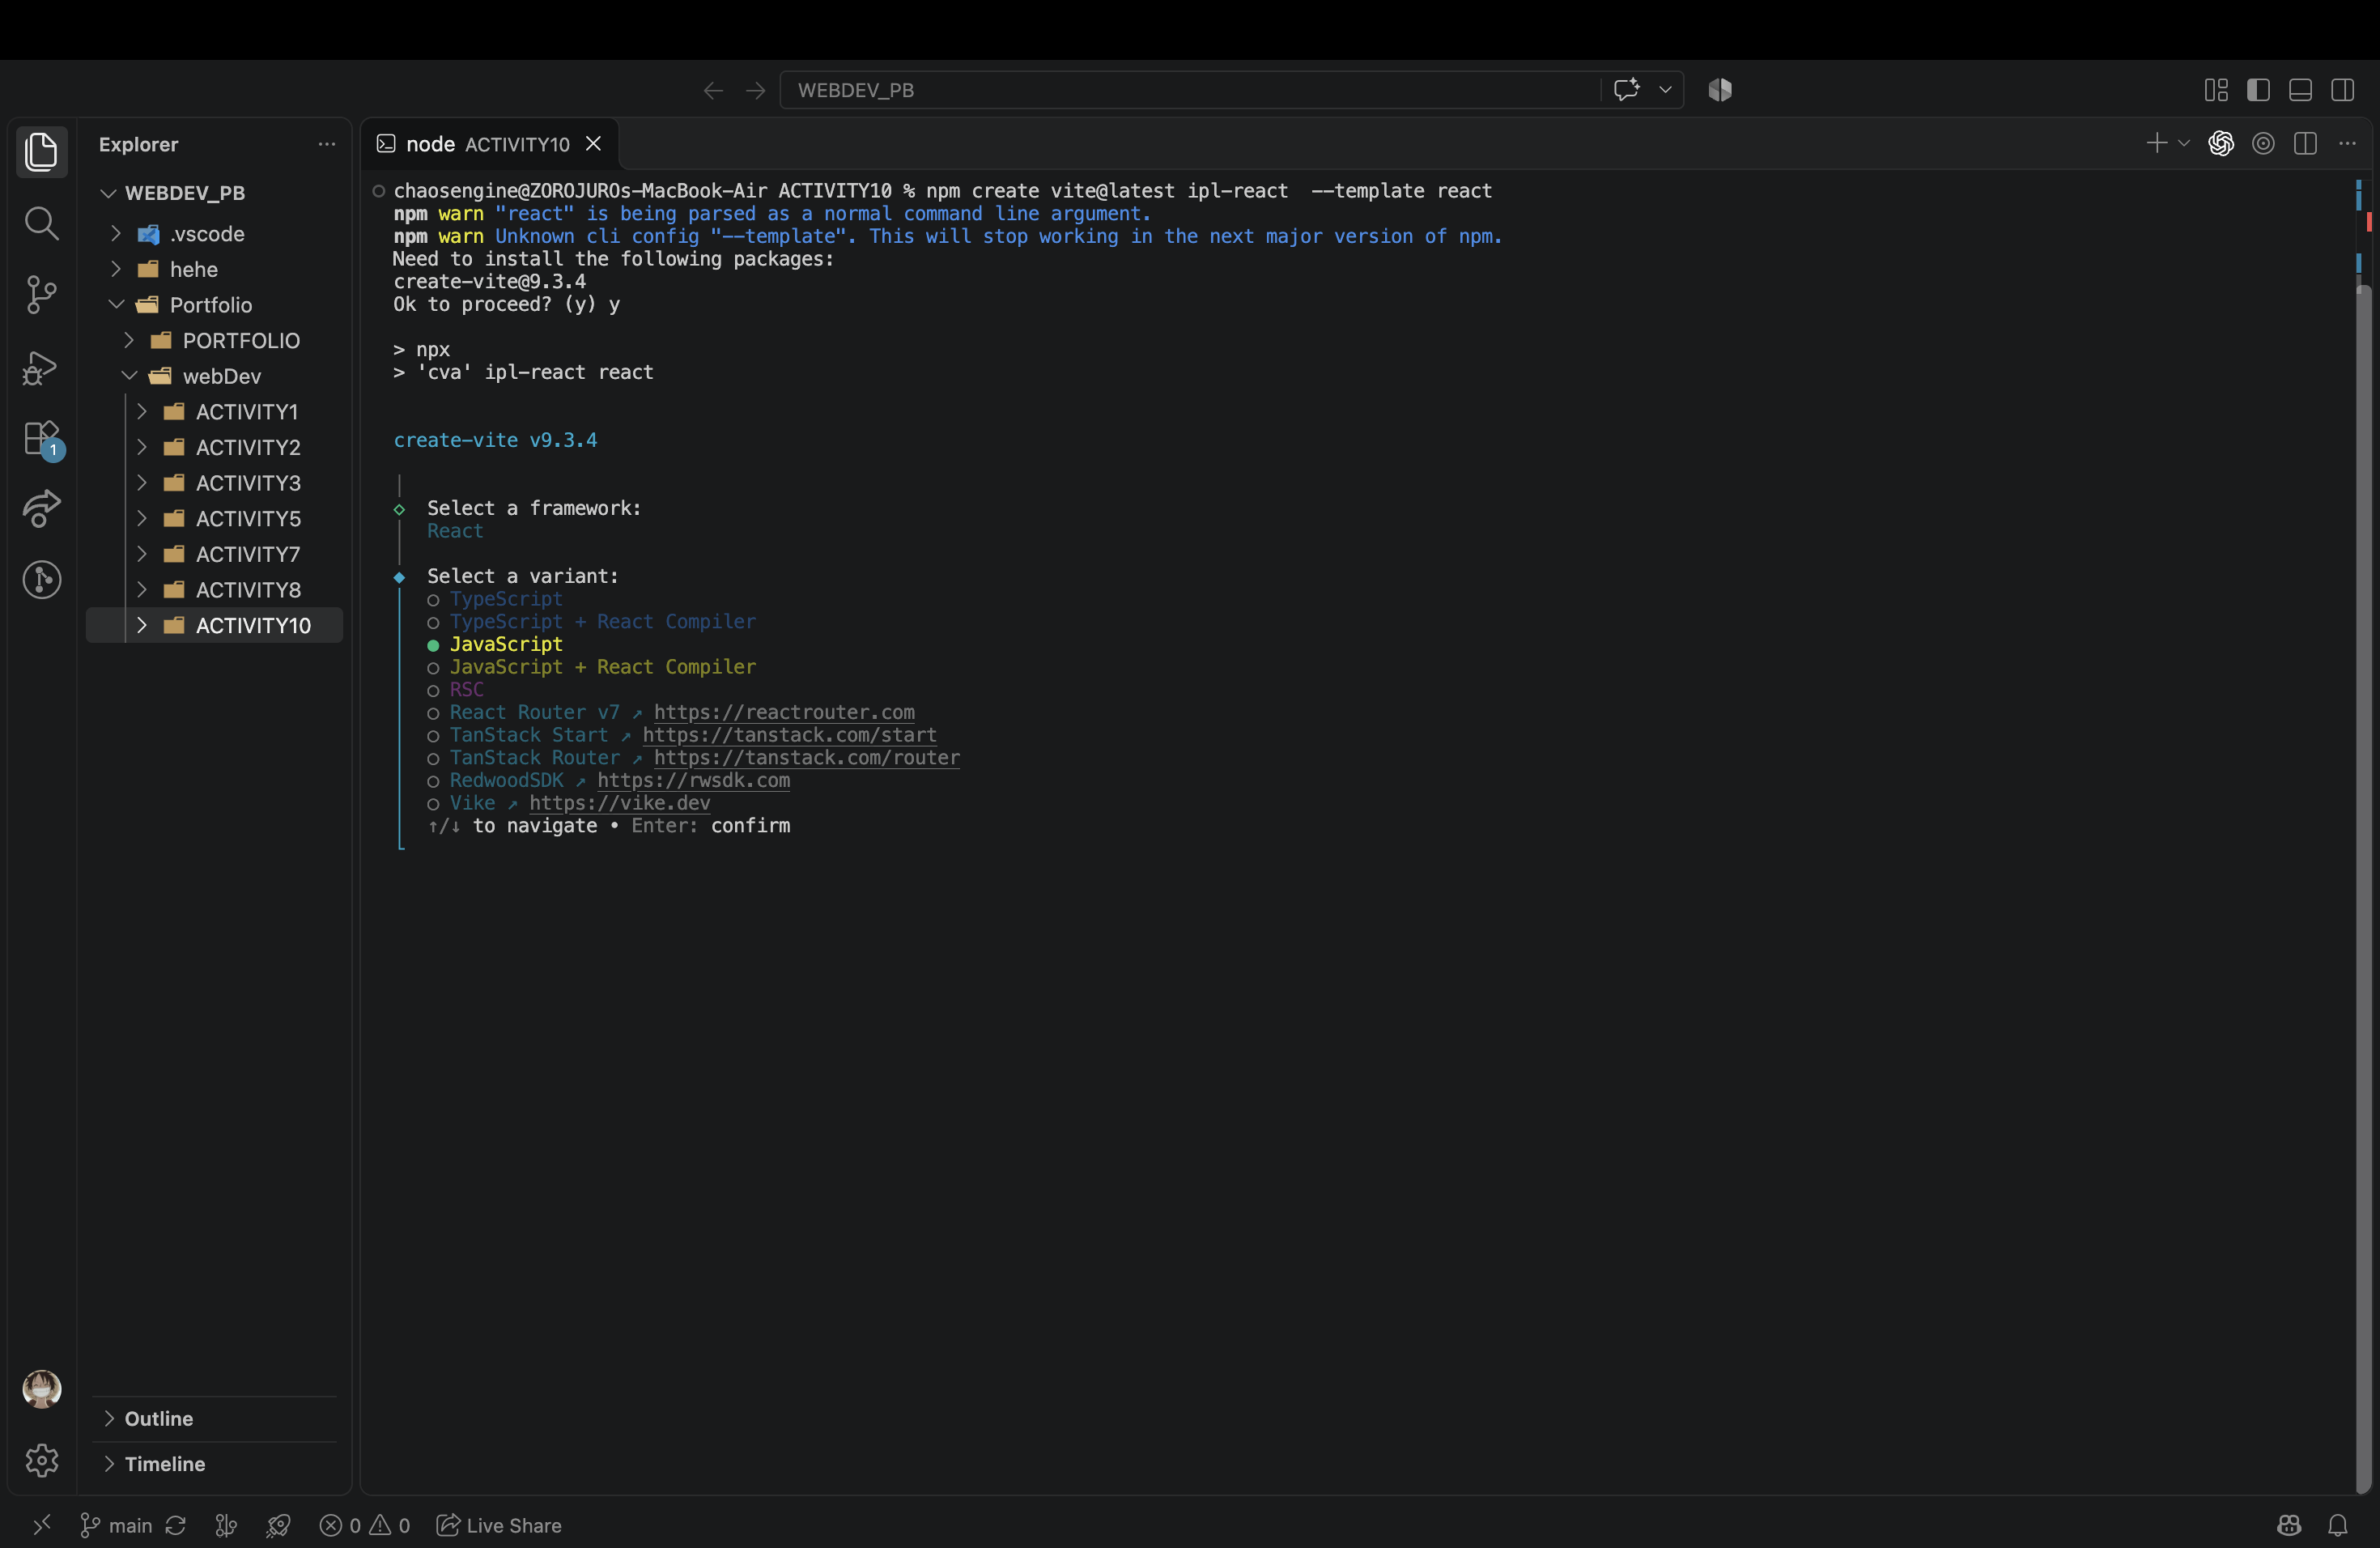 WEBDEV_PB
Explorer
WEBDEV_PB
.vscode
hehe
Portfolio
PORTFOLIO
webDev
ACTIVITY1
ACTIVITY2
ACTIVITY3
ACTIVITY5
ACTIVITY7
ACTIVITY8
ACTIVITY10
1
Outline
Timeline
node ACTIVITY10
chaosengine@ZOROJUROs-MacBook-Air ACTIVITY10 % npm create vite@latest ipl-react  --template react
npm warn "react" is being parsed as a normal command line argument.
npm warn Unknown cli config "--template". This will stop working in the next major version of npm.
Need to install the following packages:
create-vite@9.3.4
Ok to proceed? (y) y
> npx
> 'cva' ipl-react react
create-vite v9.3.4
Select a framework:
React
Select a variant:
TypeScript
TypeScript + React Compiler
JavaScript
JavaScript + React Compiler
RSC
React Router v7 ↗ https://reactrouter.com
TanStack Start ↗ https://tanstack.com/start
TanStack Router ↗ https://tanstack.com/router
RedwoodSDK ↗ https://rwsdk.com
Vike ↗ https://vike.dev
↑/↓ to navigate • Enter: confirm
main 0 0 Live Share